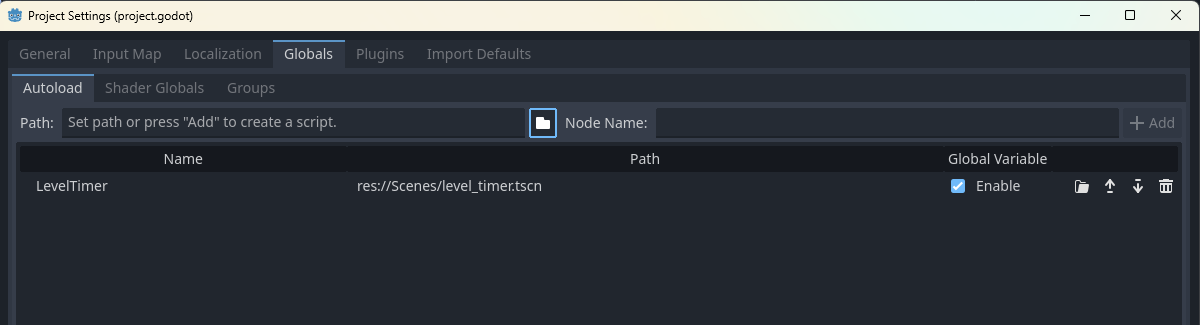 Project Settings (project.godot)
General Input Map Localization Globals Plugins Import Defaults
Autoload Shader Globals Groups
Path: Set path or press "Add" to create a script. Node Name: Add
Name Path Global Variable
LevelTimer res://Scenes/level_timer.tscn Enable